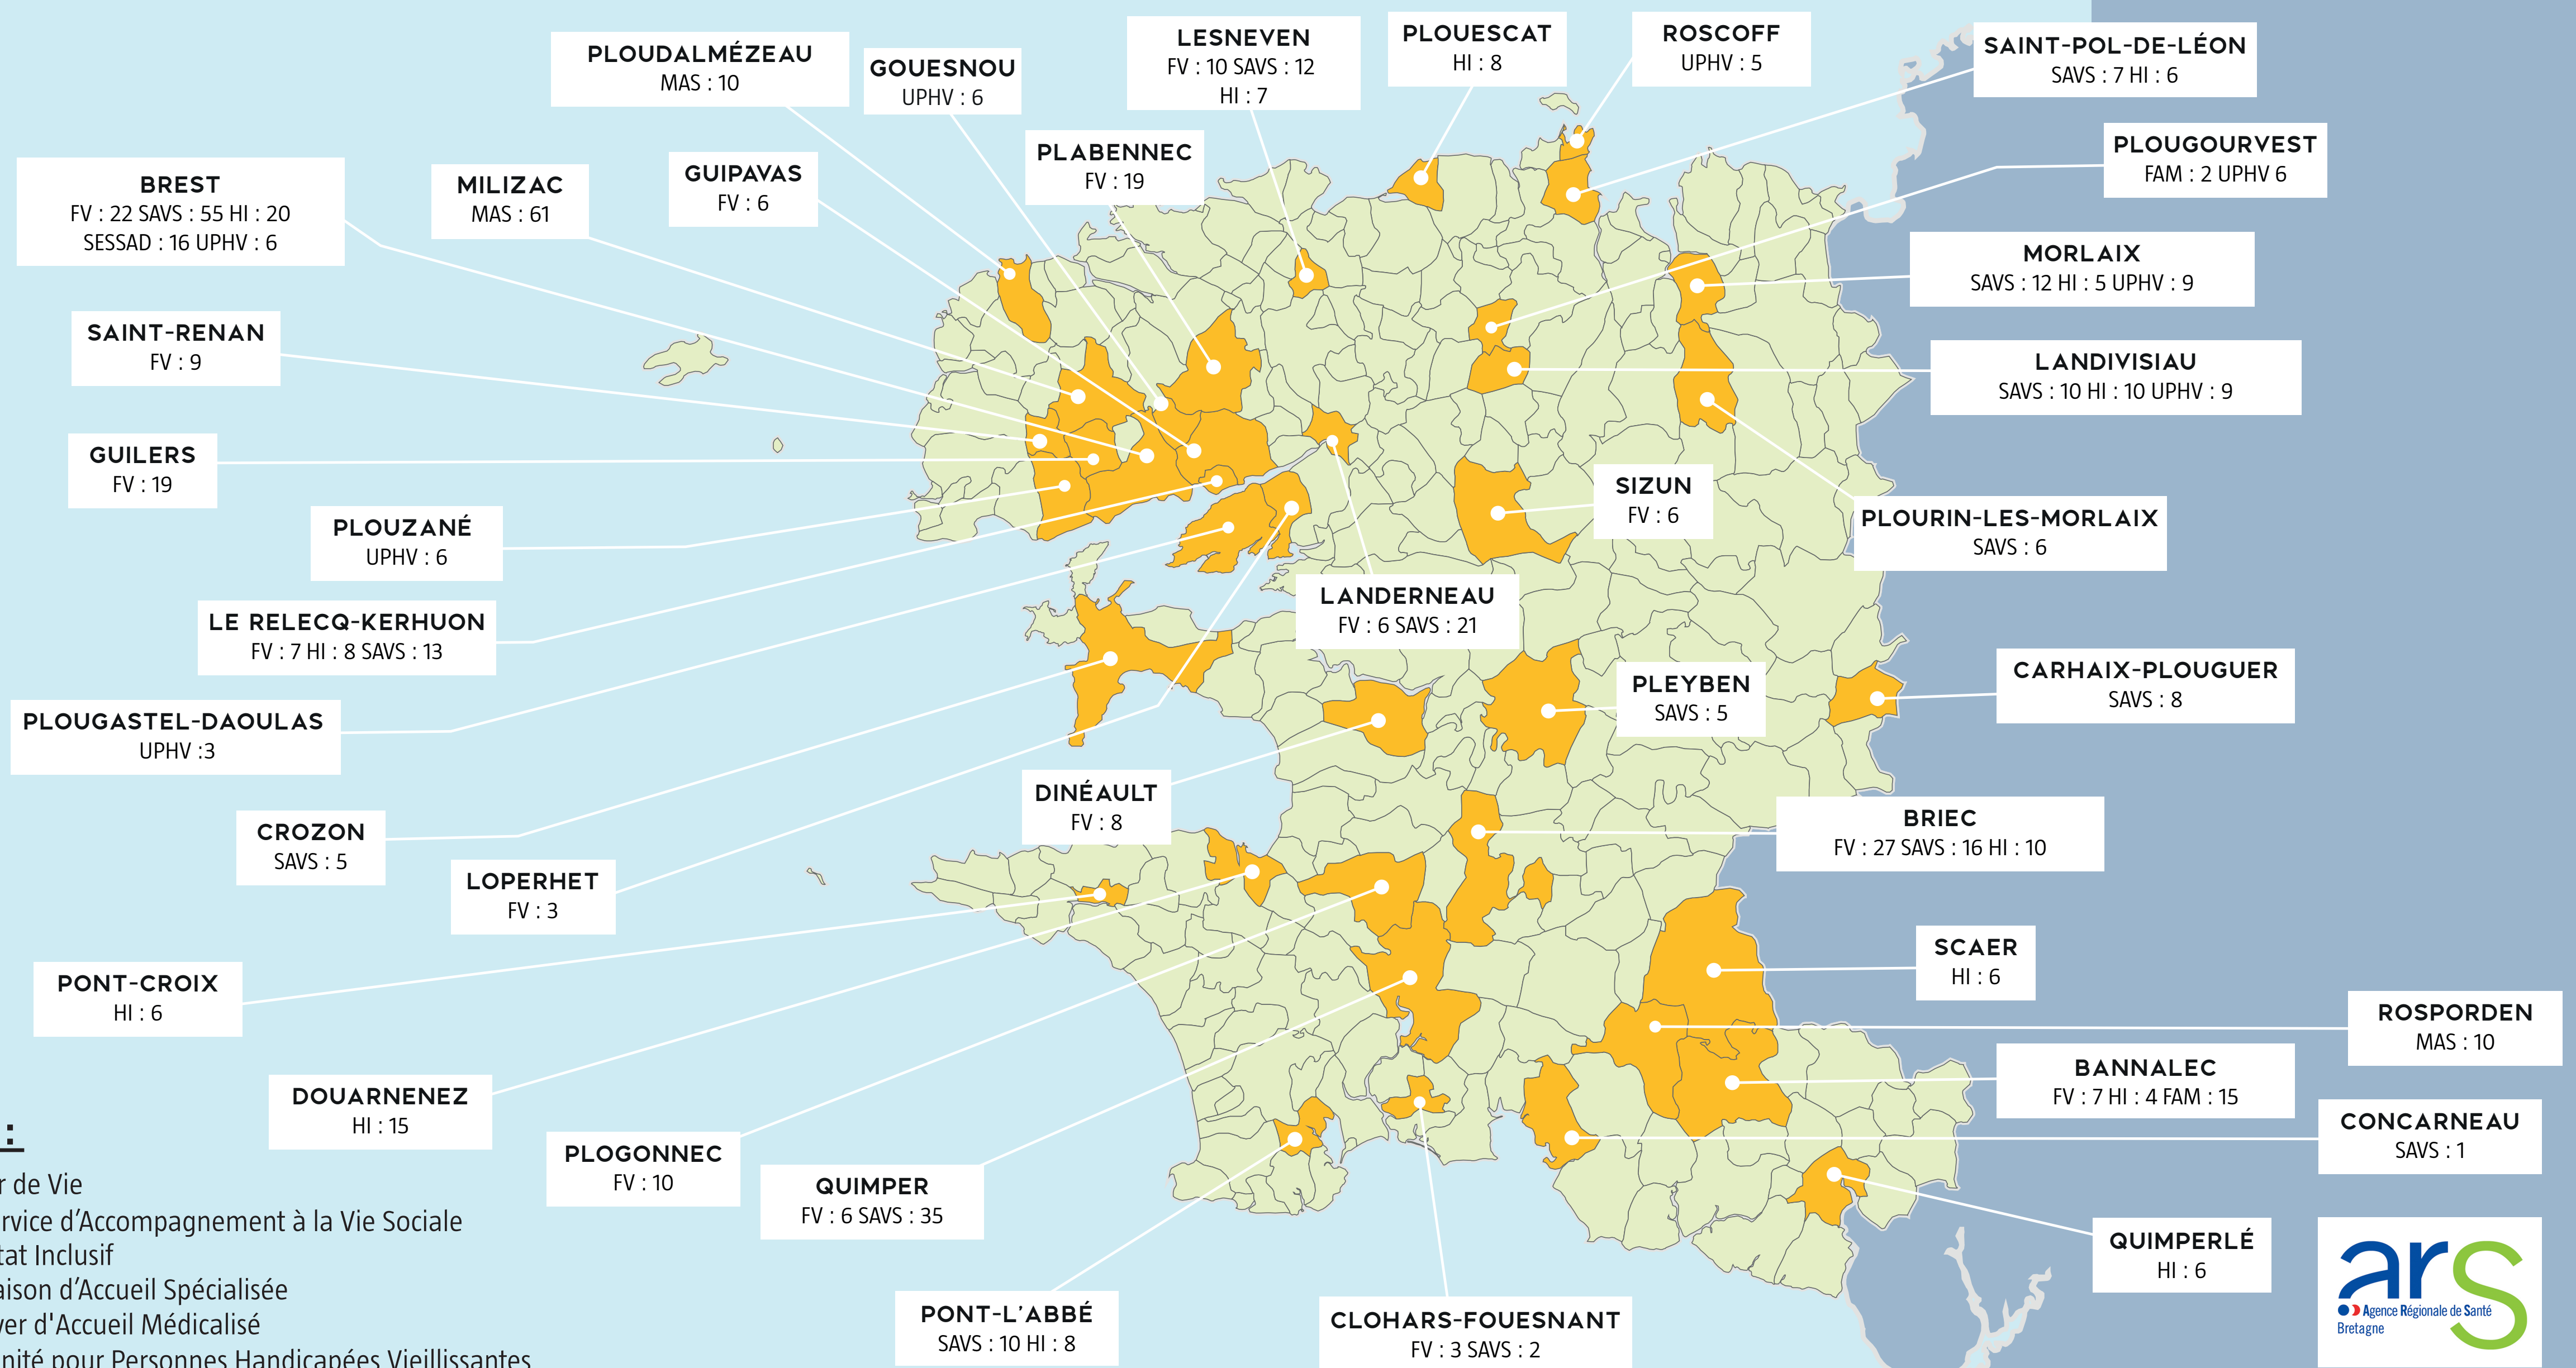 PLOUDALMÉZEAU
MAS : 10
GOUESNOU
UPHV : 6
LESNEVEN
FV : 10 SAVS : 12
HI : 7
PLOUESCAT
HI : 8
ROSCOFF
UPHV : 5
SAINT-POL-DE-LÉON
SAVS : 7 HI : 6
PLOUGOURVEST
FAM : 2 UPHV 6
PLABENNEC
FV : 19
GUIPAVAS
FV : 6
MILIZAC
MAS : 61
BREST
FV : 22 SAVS : 55 HI : 20
SESSAD : 16 UPHV : 6
MORLAIX
SAVS : 12 HI : 5 UPHV : 9
SAINT-RENAN
FV : 9
LANDIVISIAU
SAVS : 10 HI : 10 UPHV : 9
GUILERS
FV : 19
SIZUN
FV : 6
PLOUZANÉ
UPHV : 6
PLOURIN-LES-MORLAIX
SAVS : 6
LANDERNEAU
FV : 6 SAVS : 21
LE RELECQ-KERHUON
FV : 7 HI : 8 SAVS : 13
PLEYBEN
SAVS : 5
CARHAIX-PLOUGUER
SAVS : 8
PLOUGASTEL-DAOULAS
UPHV :3
DINÉAULT
FV : 8
CROZON
SAVS : 5
BRIEC
FV : 27 SAVS : 16 HI : 10
LOPERHET
FV : 3
SCAER
HI : 6
PONT-CROIX
HI : 6
ROSPORDEN
MAS : 10
BANNALEC
FV : 7 HI : 4 FAM : 15
DOUARNENEZ
HI : 15
CONCARNEAU
SAVS : 1
PLOGONNEC
FV : 10
QUIMPER
FV : 6 SAVS : 35
QUIMPERLÉ
HI : 6
PONT-L'ABBÉ
SAVS : 10 HI : 8
CLOHARS-FOUESNANT
FV : 3 SAVS : 2
:
r de Vie
rvice d'Accompagnement à la Vie Sociale
tat Inclusif
aison d'Accueil Spécialisée
yer d'Accueil Médicalisé
nité pour Personnes Handicapées Vieillissantes
ars
Agence Régionale de Santé
Bretagne